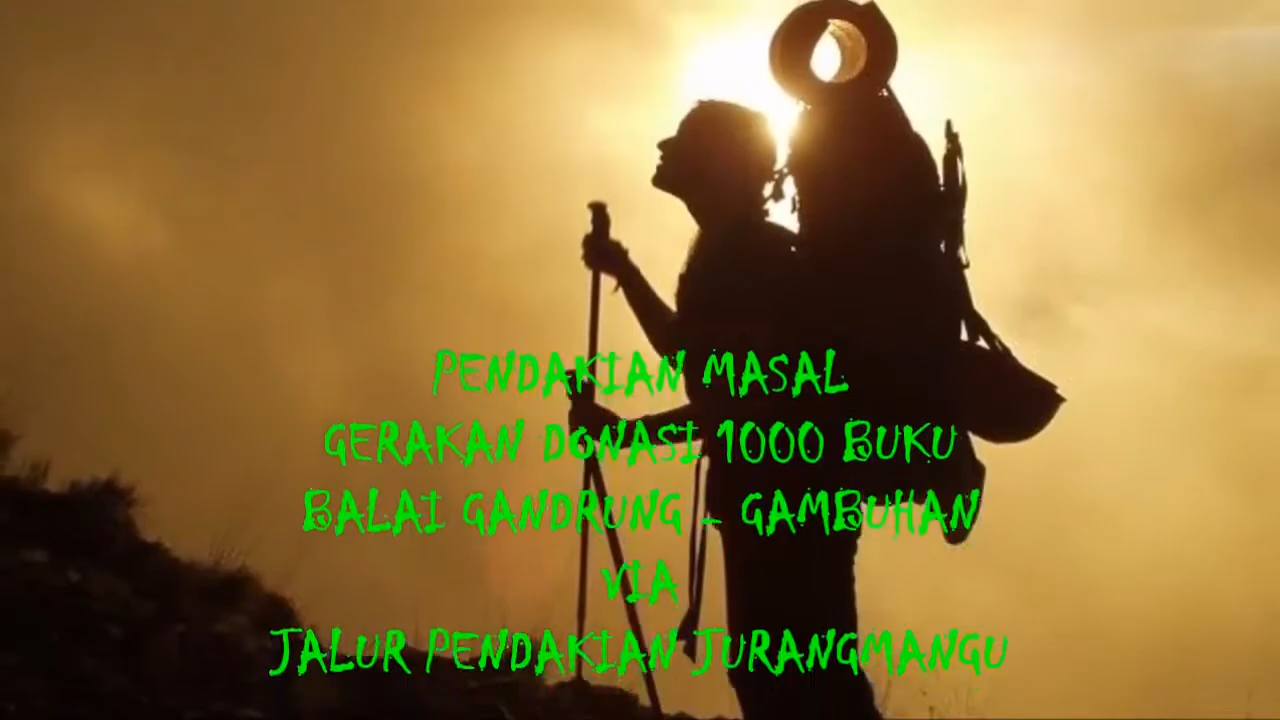 PENDAKIAN MASAL
GERAKAN DONASI 1000 BUKU
BALAI GANDRUNG - GAMBUHAN
VIA
JALUR PENDAKIAN JURANGMANGU